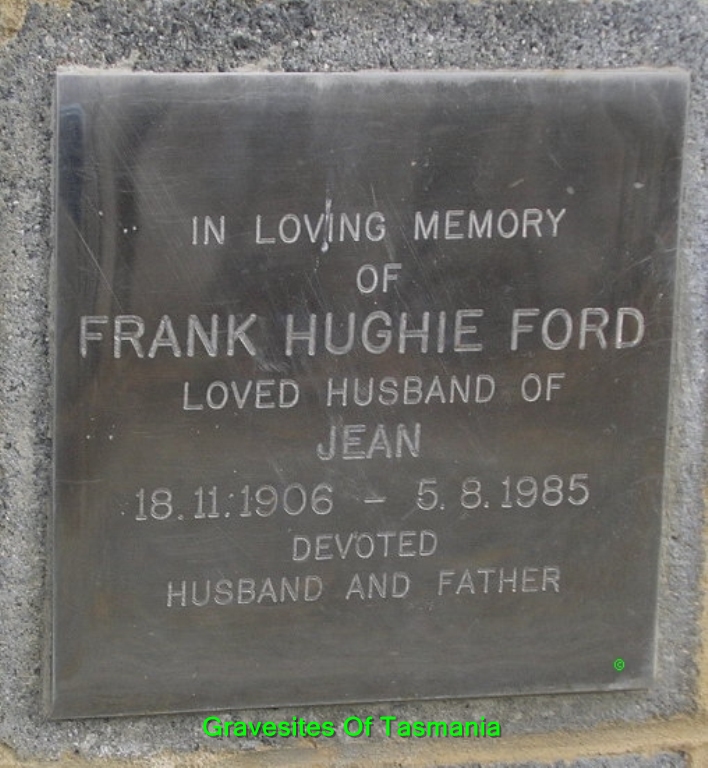 IN LOVING MEMORY
OF
FRANK HUGHIE FORD
LOVED HUSBAND OF
JEAN
18.11.1906 – 5.8.1985
DEVOTED
HUSBAND AND FATHER
©
Gravesites Of Tasmania